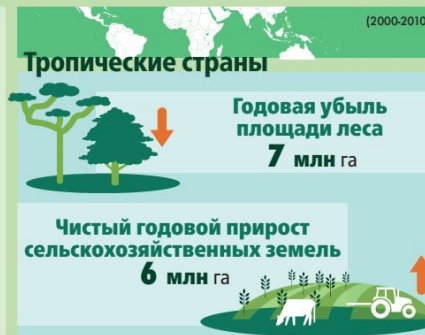 (2000-2010
Тропические страны
Годовая убыль
площади леса
7 млн га
Чистый годовой прирост
сельскохозяйственных земель
6 млн га